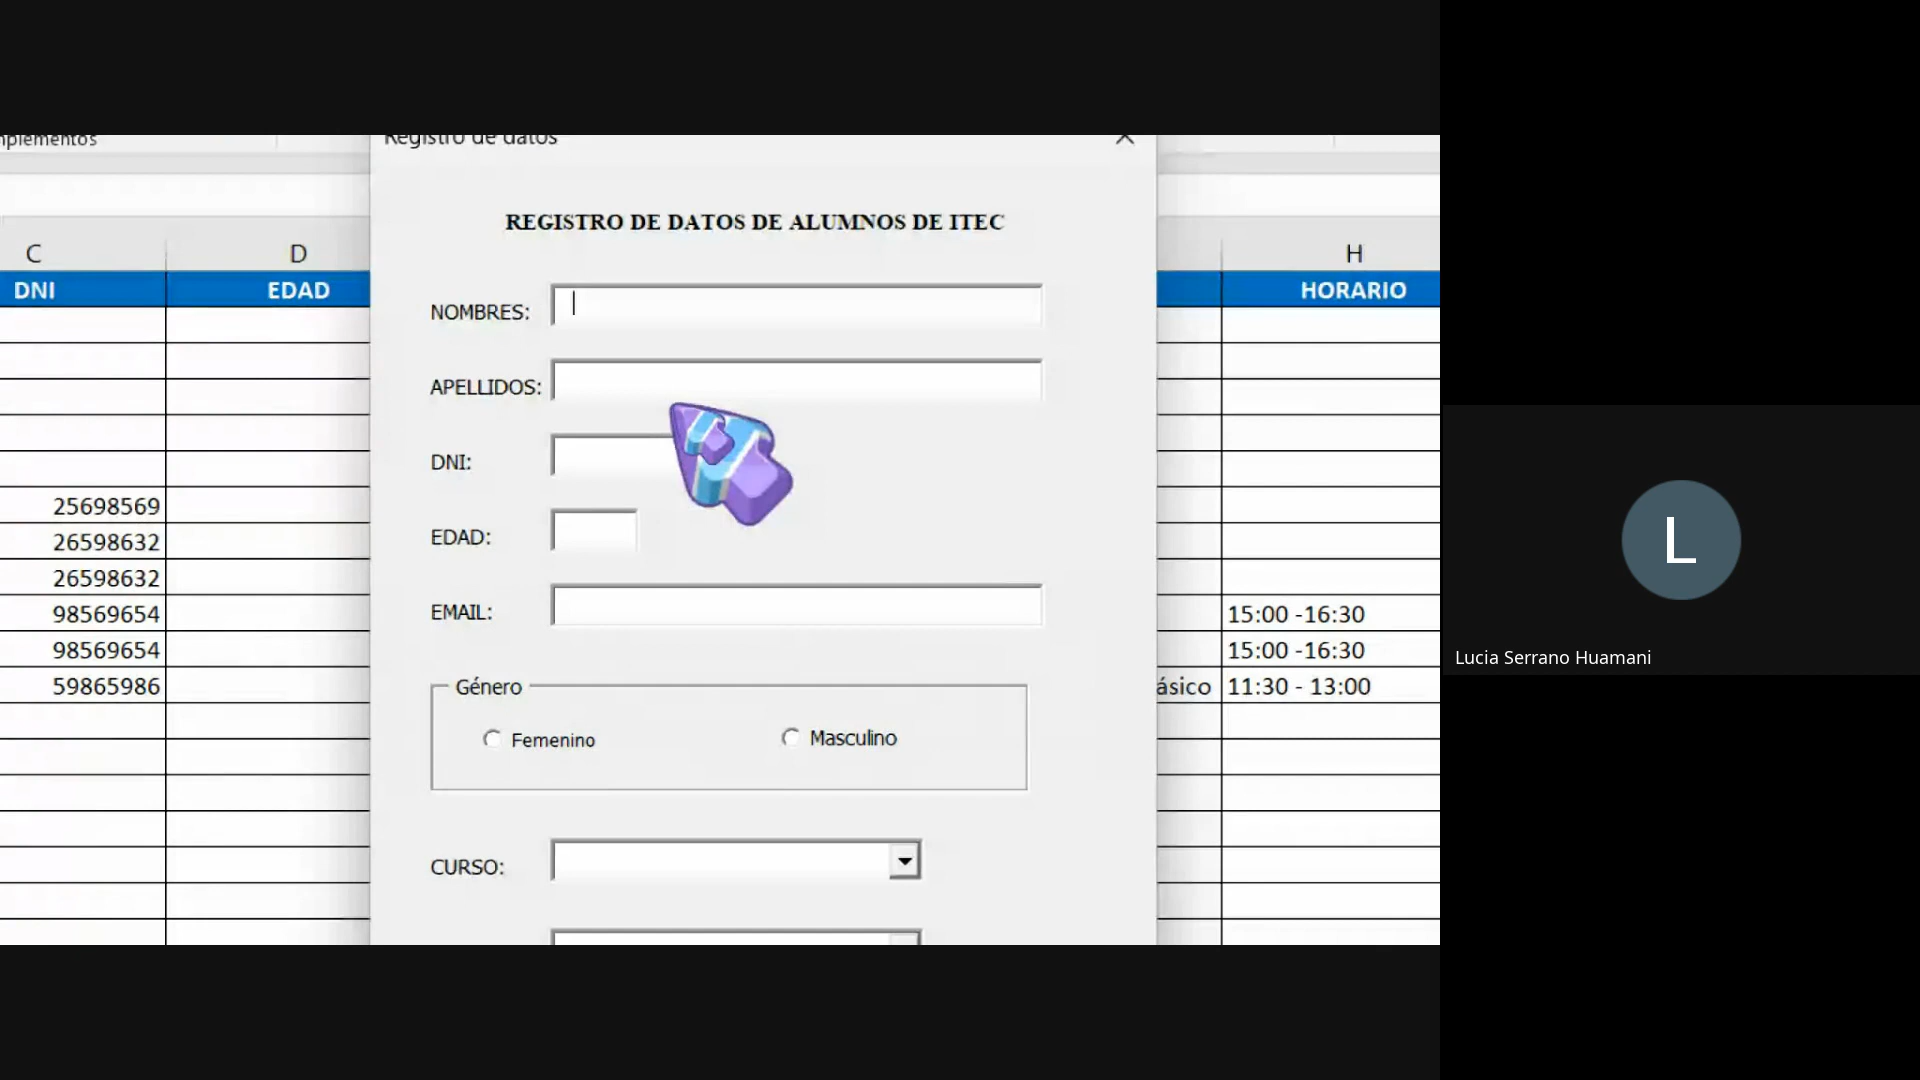 Registro de datos
REGISTRO DE DATOS DE ALUMNOS DE ITEC
C D H
DNI EDAD HORARIO
NOMBRES:
APELLIDOS:
DNI:
25698569
EDAD:
26598632
26598632
EMAIL:
98569654 15:00 -16:30
98569654 15:00 -16:30
Género
59865986 ásico 11:30 - 13:00
Femenino Masculino
CURSO:
L
Lucia Serrano Huamani